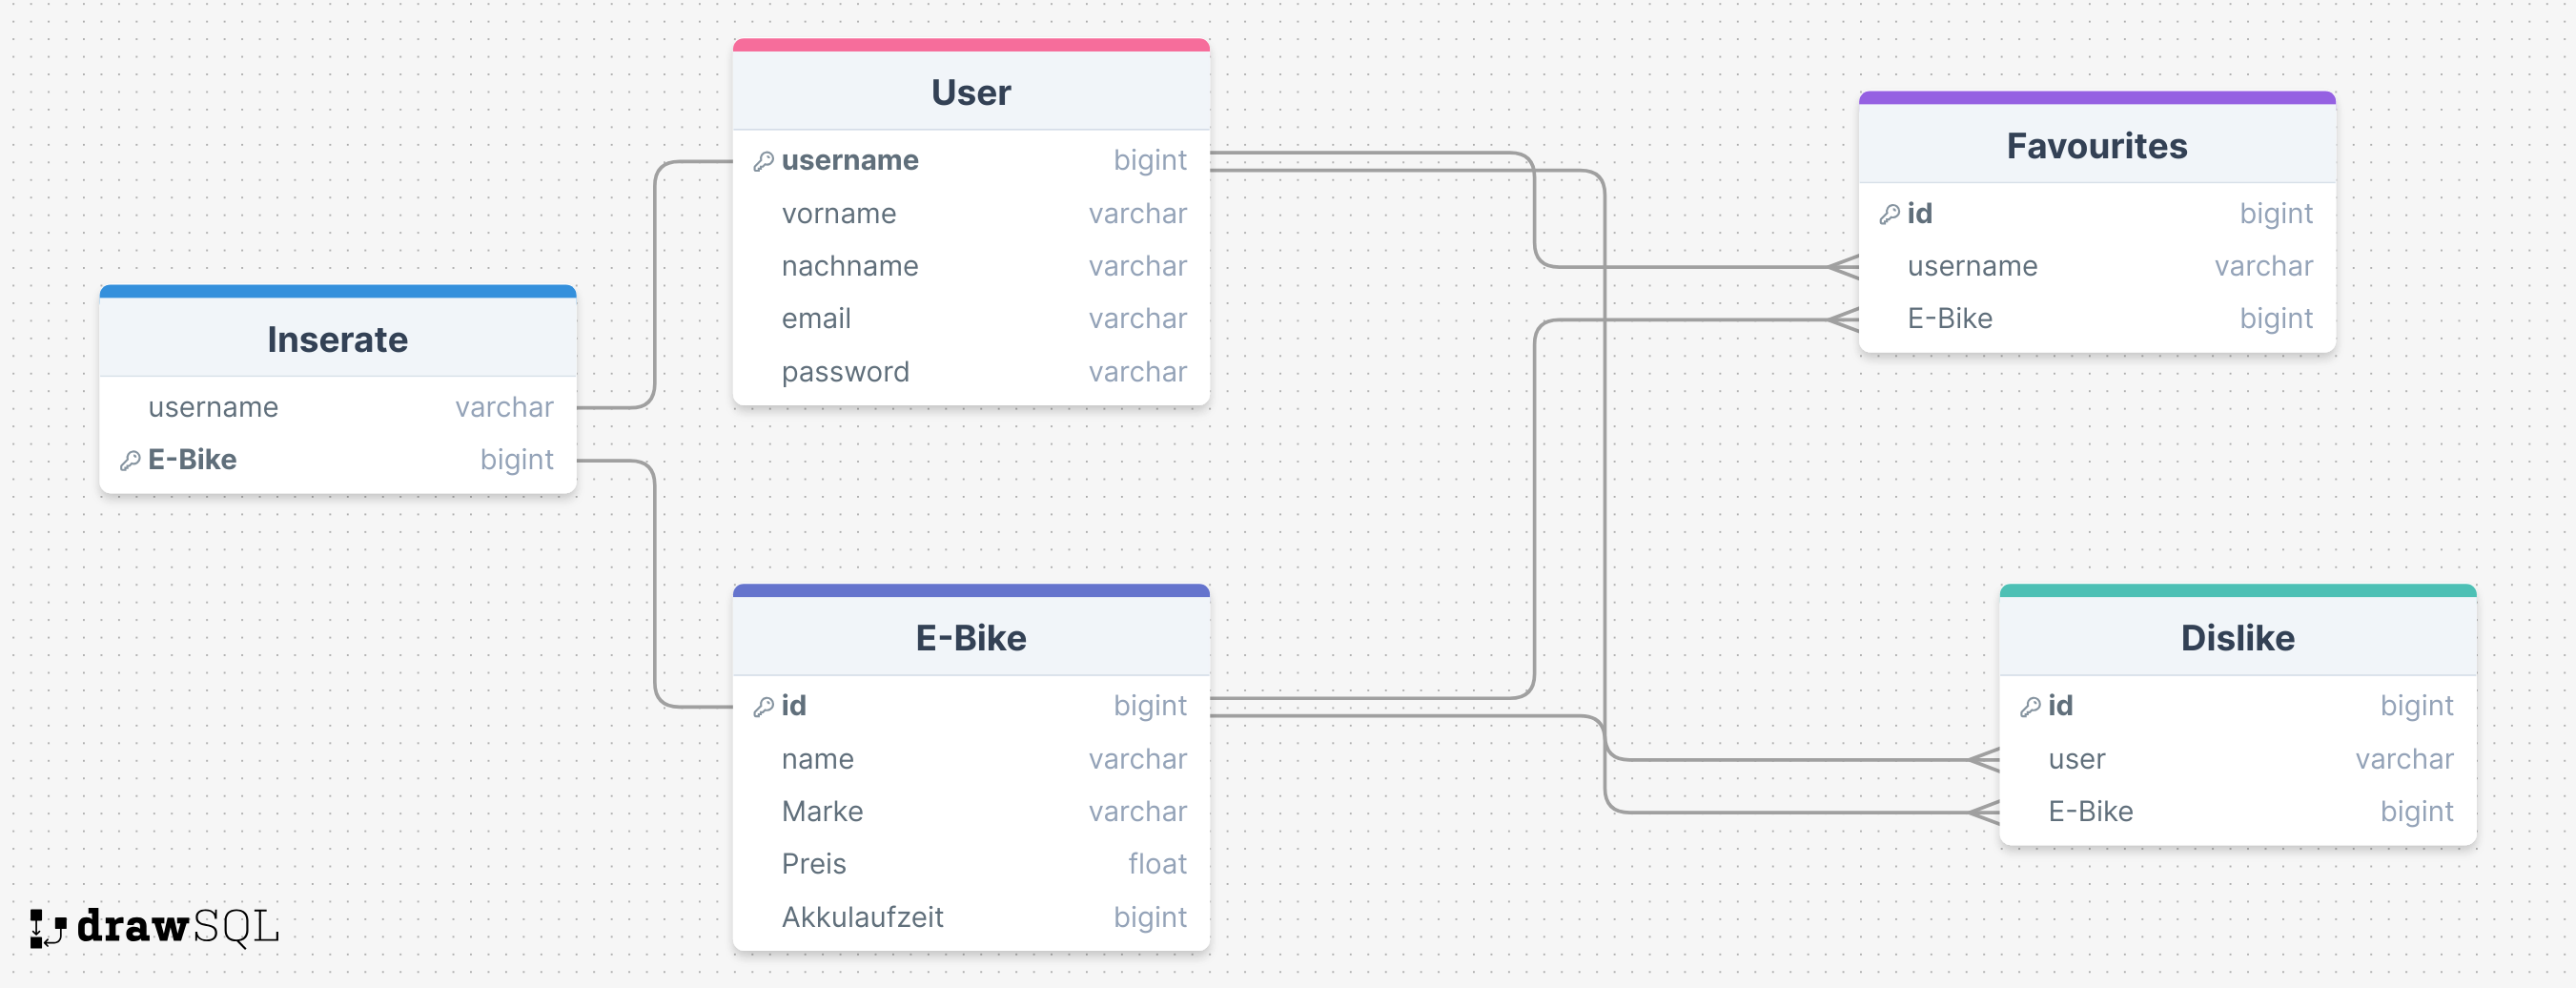 Inserate
username varchar
E-Bike bigint
User
username bigint
vorname varchar
nachname varchar
email varchar
password varchar
E-Bike
id bigint
name varchar
Marke varchar
Preis float
Akkulaufzeit bigint
Favourites
id bigint
username varchar
E-Bike bigint
Dislike
id bigint
user varchar
E-Bike bigint
drawSQL